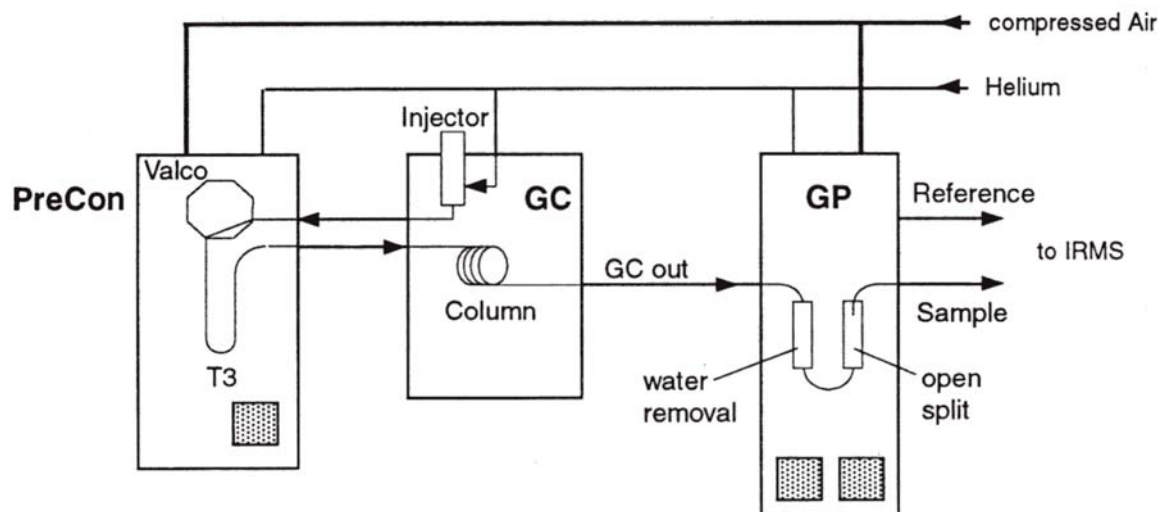 compressed Air
Helium
Injector
Valco
PreCon
GC
GP
Reference
to IRMS
GC out
Sample
Column
T3
water
removal
open
split